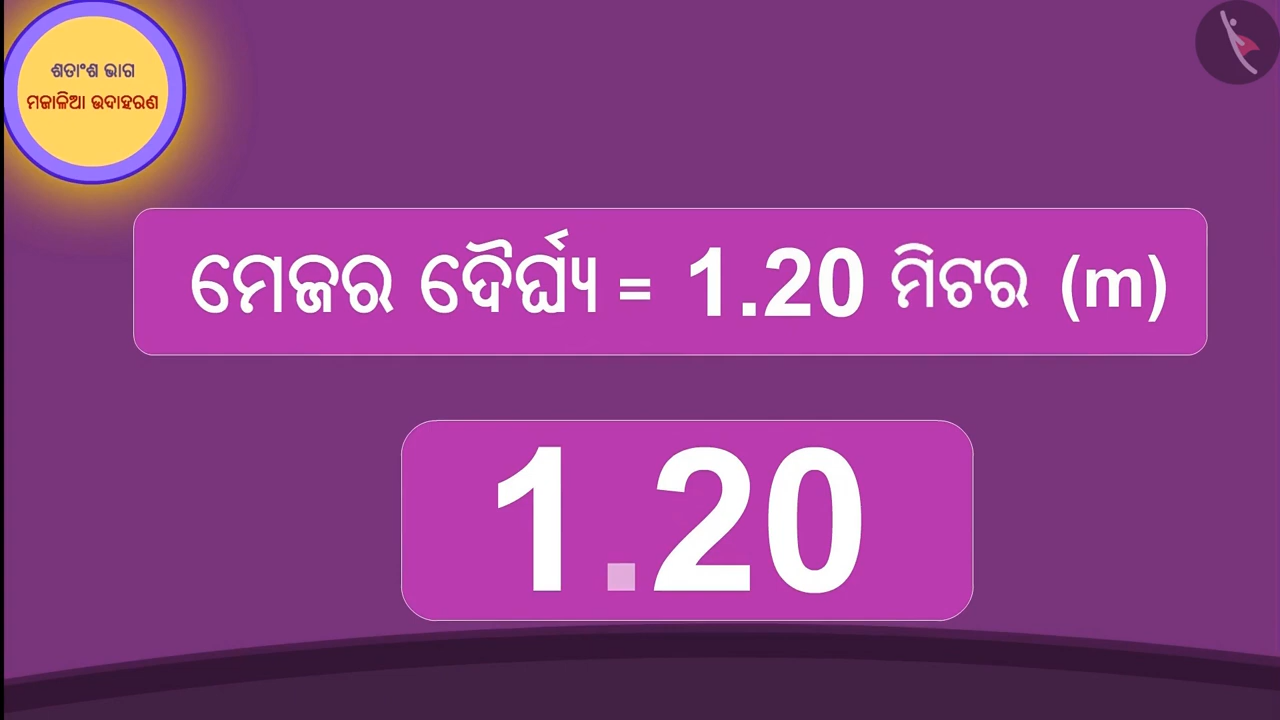 ଶତାଂଶ ଭାଗ
ମଜାଳିଆ ଉଦାହରଣ
ମେଜର ଦୈର୍ଘ୍ୟ = 1.20 ମିଟର (m)
1.20